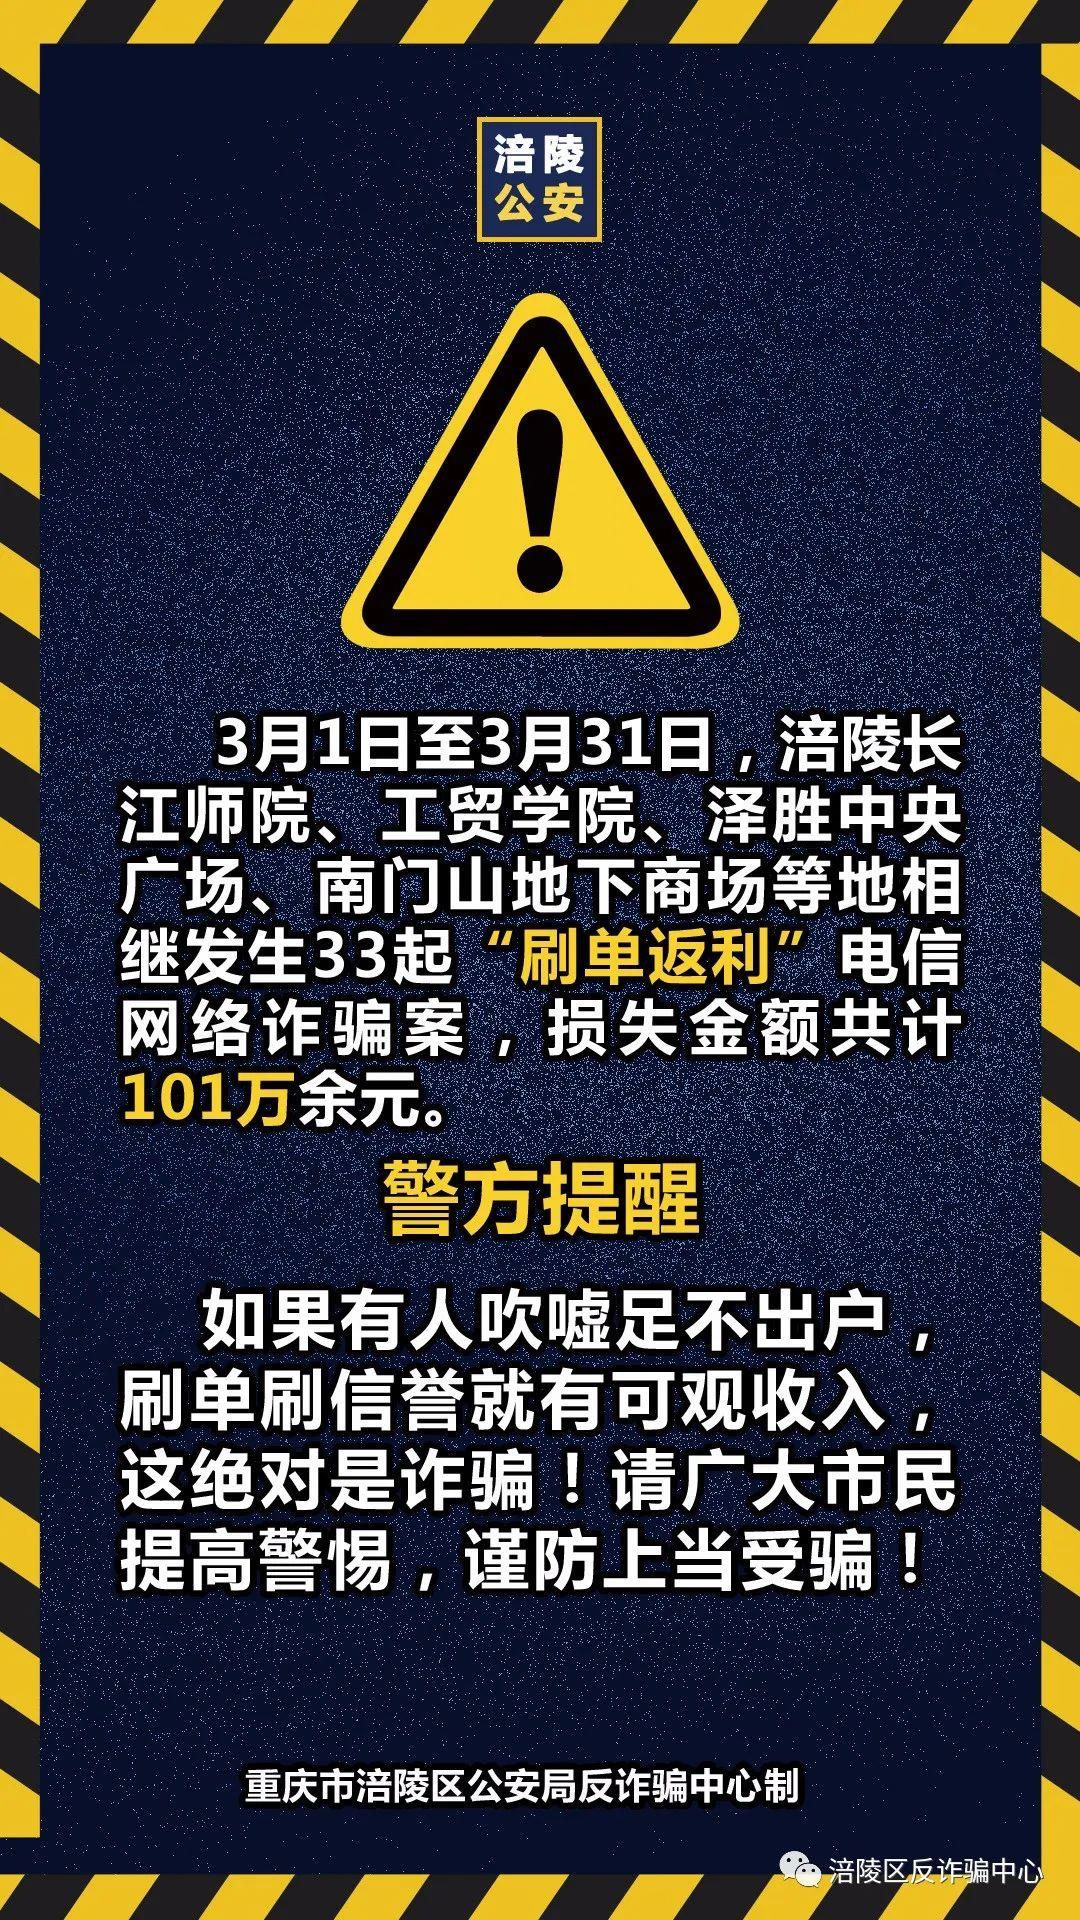 涪陵
公安
3月1日至3月31日，涪陵长
江师院、工贸学院、泽胜中央
广场、南门山地下商场等地相
继发生33起“刷单返利”电信
网络诈骗案，损失金额共计
101万余元。
警方提醒
如果有人吹嘘足不出户，
刷单刷信誉就有可观收入，
这绝对是诈骗！请广大市民
提高警惕，谨防上当受骗！
重庆市涪陵区公安局反诈骗中心制
涪陵区反诈骗中心